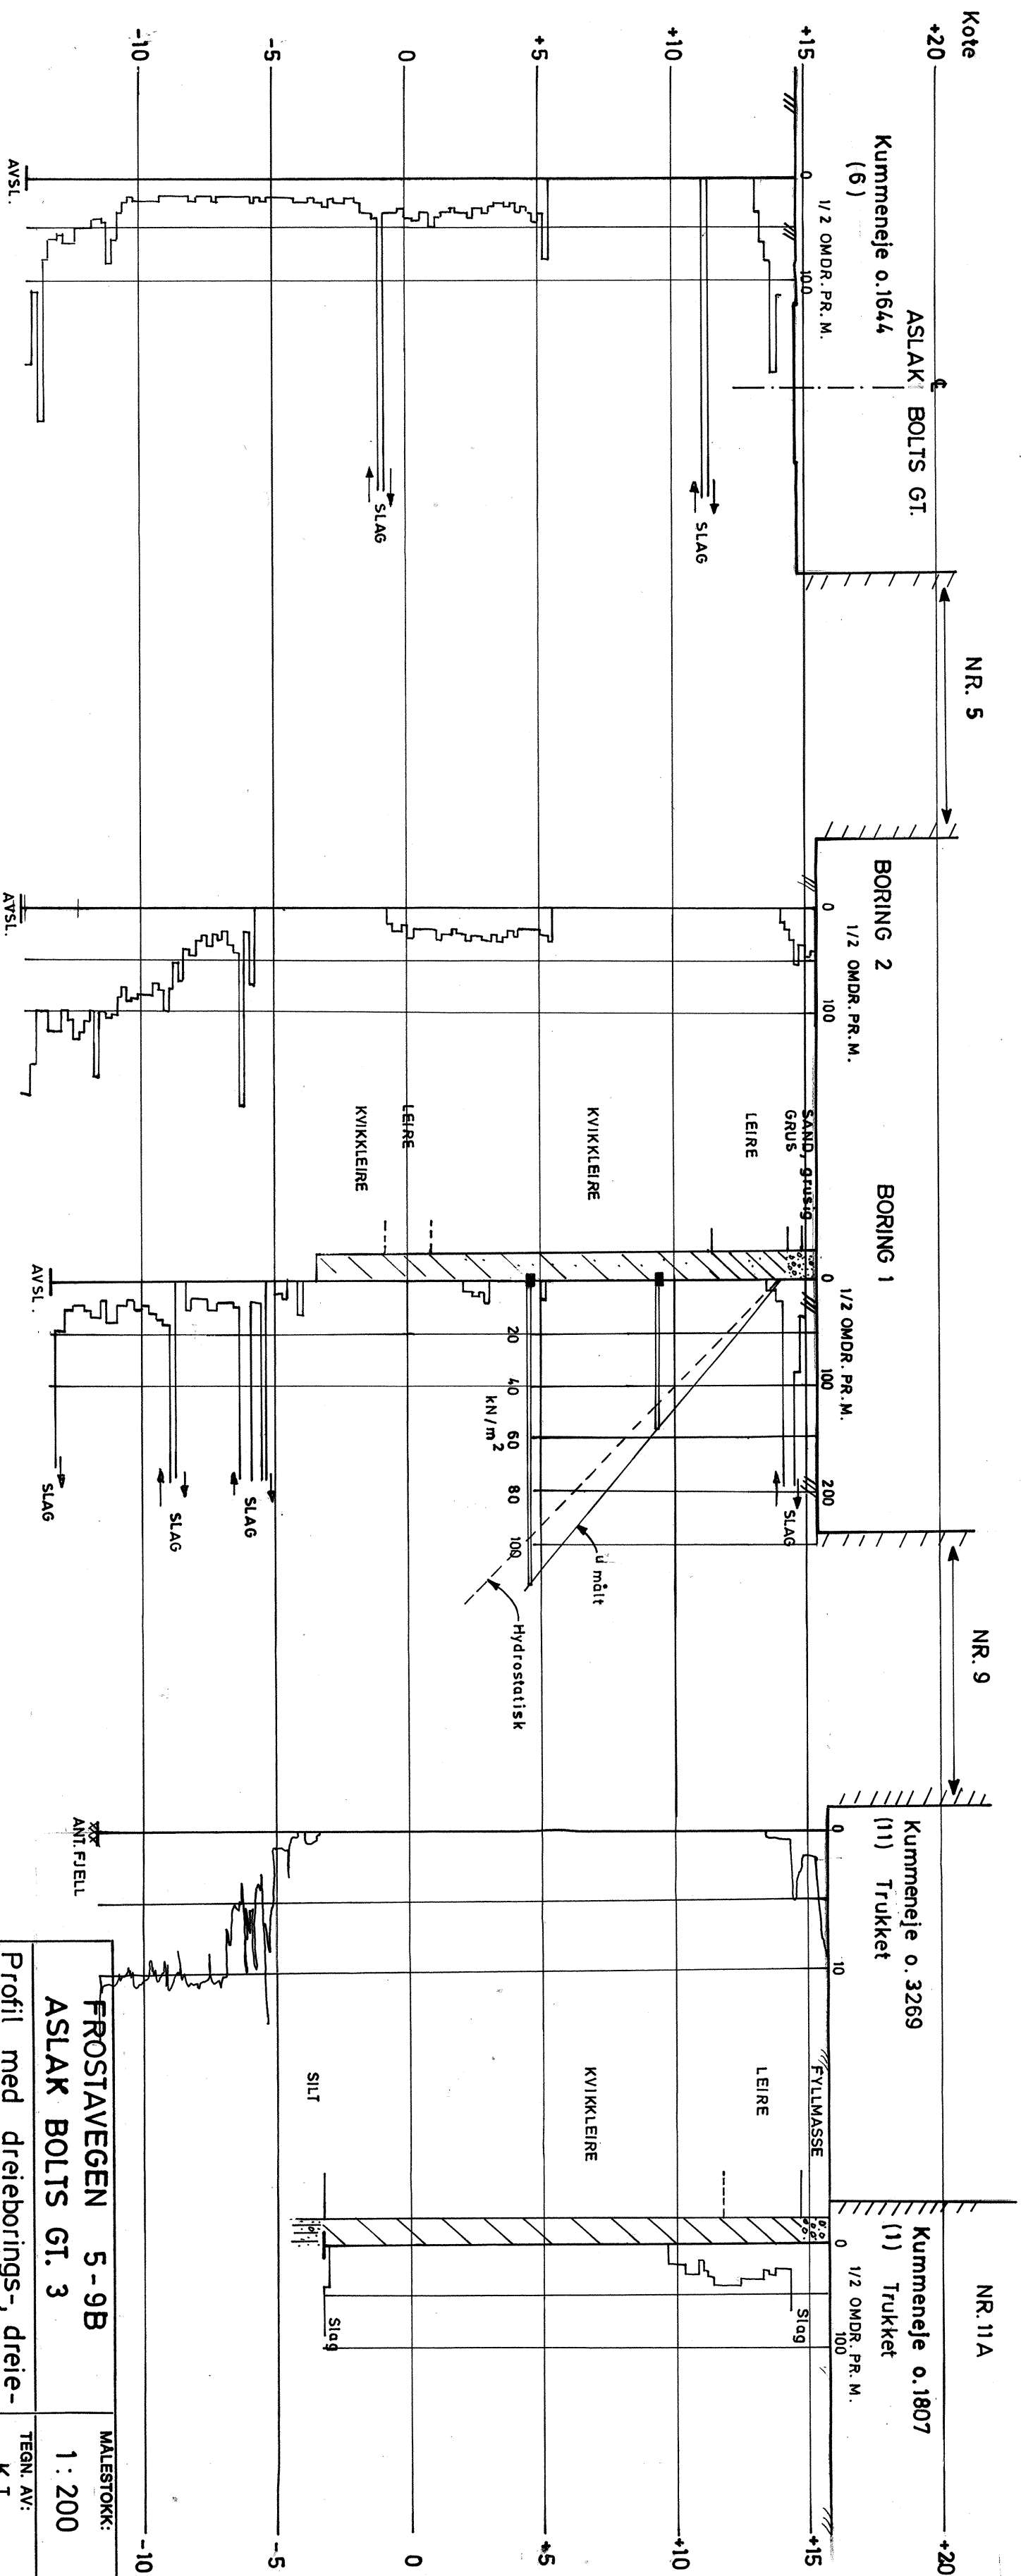 Kote
+20
+15
+10
+5
0
-5
-10
ASLAK BOLTS GT.
Kummeneje o.1644
(6)
0
100
1/2 OMDR. PR. M.
SLAG
SLAG
AVSL.
NR. 5
BORING 2
0
100
1/2 OMDR. PR. M.
AVSL.
BORING 1
SAND, grusig
GRUS
LEIRE
KVIKKLEIRE
LEIRE
KVIKKLEIRE
0
100
200
1/2 OMDR. PR. M.
SLAG
20
40
60
80
100
kN/m2
u målt
Hydrostatisk
SLAG
SLAG
SLAG
AVSL.
NR. 9
Kummeneje o. 3269
(11) Trukket
0
10
ANT. FJELL
FYLLMASSE
LEIRE
KVIKKLEIRE
SILT
NR. 11 A
Kummeneje o.1807
(1) Trukket
0
100
1/2 OMDR. PR. M.
Slag
Slag
+20
+15
+10
+5
0
-5
-10
FROSTAVEGEN 5-9B
ASLAK BOLTS GT. 3
Profil med dreieborings-, dreie-
MÅLESTOKK:
1 : 200
TEGN. AV: